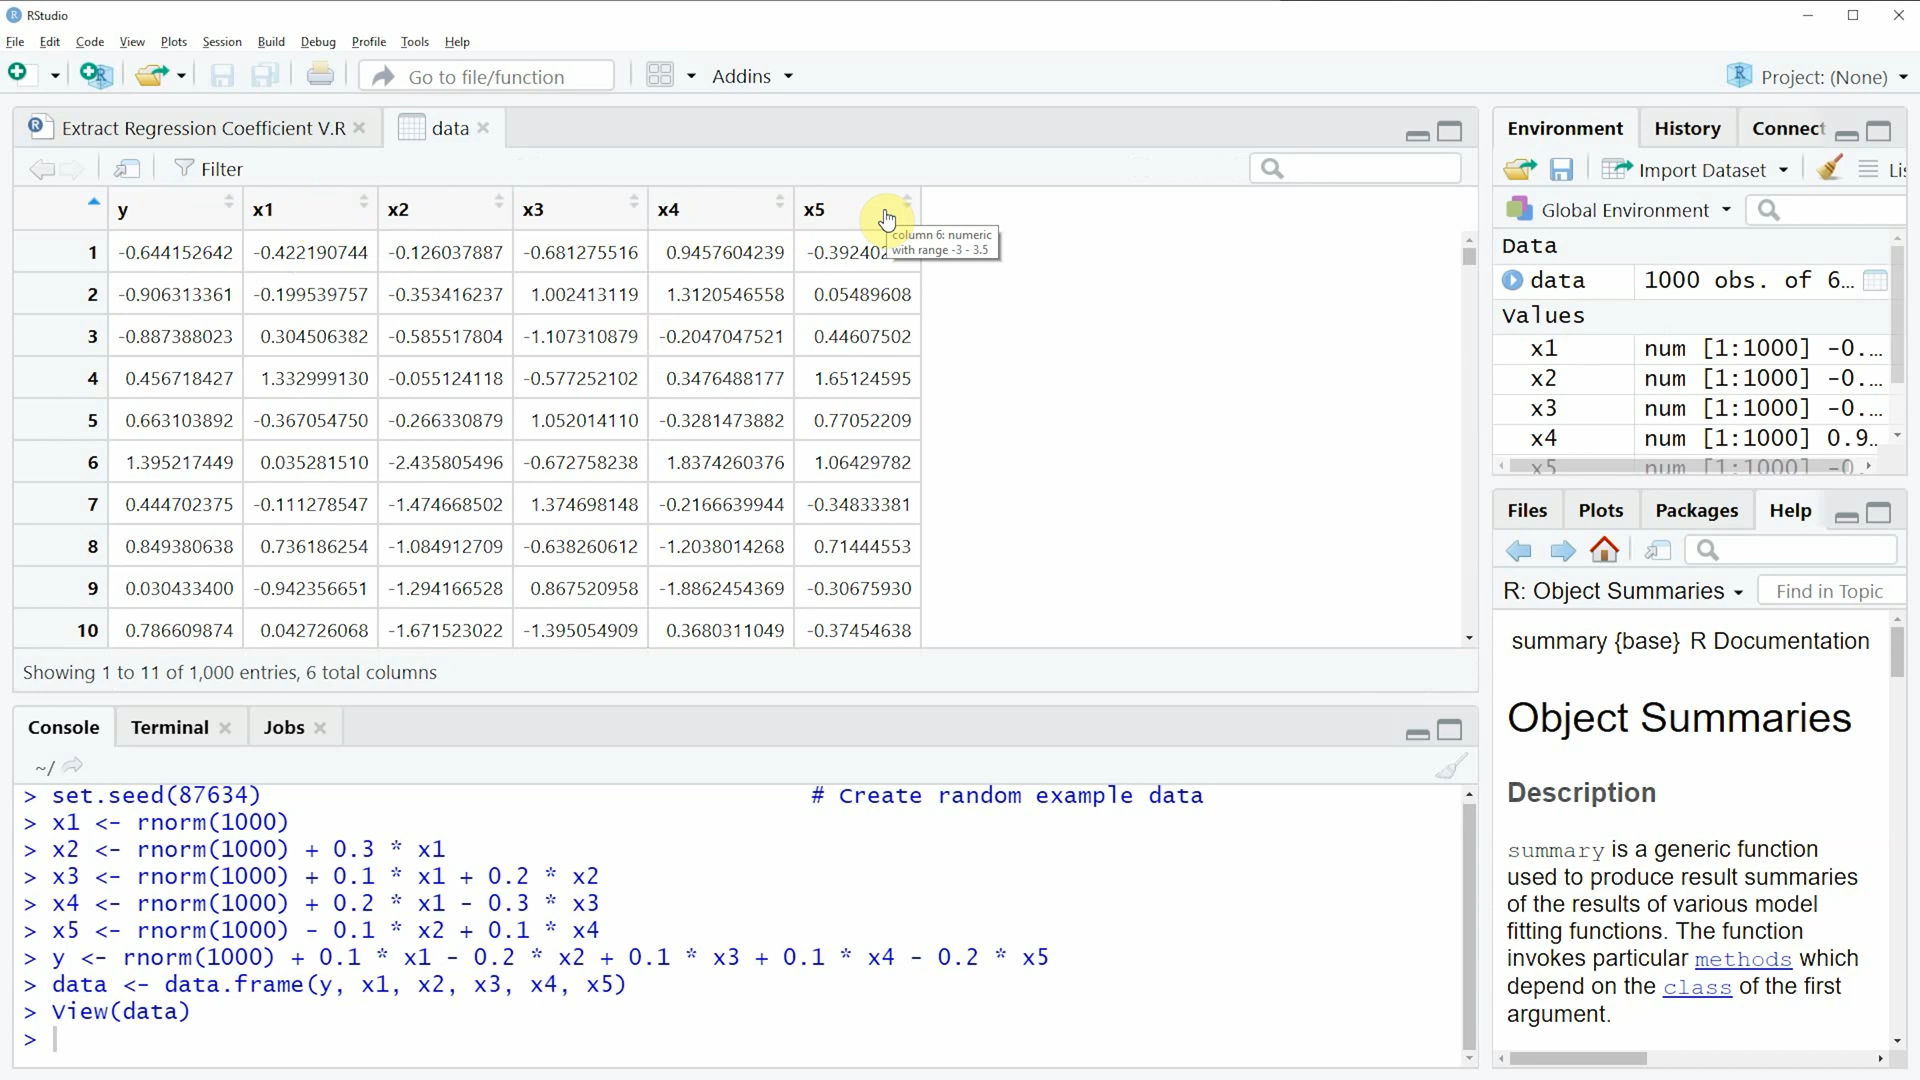 RStudio
File Edit Code View Plots Session Build Debug Profile Tools Help
Go to file/function Addins Project: (None)
Extract Regression Coefficient V.R data
Filter
y x1 x2 x3 x4 x5
column 6: numeric
with range -3 - 3.5
1 -0.644152642 -0.422190744 -0.126037887 -0.681275516 0.9457604239
2 -0.906313361 -0.199539757 -0.353416237 1.002413119 1.3120546558 0.05489608
3 -0.887388023 0.304506382 -0.585517804 -1.107310879 -0.2047047521 0.44607502
4 0.456718427 1.332999130 -0.055124118 -0.577252102 0.3476488177 1.65124595
5 0.663103892 -0.367054750 -0.266330879 1.052014110 -0.3281473882 0.77052209
6 1.395217449 0.035281510 -2.435805496 -0.672758238 1.8374260376 1.06429782
7 0.444702375 -0.111278547 -1.474668502 1.374698148 -0.2166639944 -0.34833381
8 0.849380638 0.736186254 -1.084912709 -0.638260612 -1.2038014268 0.71444553
9 0.030433400 -0.942356651 -1.294166528 0.867520958 -1.8862454369 -0.30675930
10 0.786609874 0.042726068 -1.671523022 -1.395054909 0.3680311049 -0.37454638
Showing 1 to 11 of 1,000 entries, 6 total columns
Console Terminal Jobs
~/
> set.seed(87634) # Create random example data
> x1 <- rnorm(1000)
> x2 <- rnorm(1000) + 0.3 * x1
> x3 <- rnorm(1000) + 0.1 * x1 + 0.2 * x2
> x4 <- rnorm(1000) + 0.2 * x1 - 0.3 * x3
> x5 <- rnorm(1000) - 0.1 * x2 + 0.1 * x4
> y <- rnorm(1000) + 0.1 * x1 - 0.2 * x2 + 0.1 * x3 + 0.1 * x4 - 0.2 * x5
> data <- data.frame(y, x1, x2, x3, x4, x5)
> View(data)
>
Environment History Connect
Import Dataset Li
Global Environment
Data
data 1000 obs. of 6…
Values
x1 num [1:1000] -0.…
x2 num [1:1000] -0.…
x3 num [1:1000] -0.…
x4 num [1:1000] 0.9…
x5 num [1:1000] -0.
Files Plots Packages Help
R: Object Summaries Find in Topic
summary {base} R Documentation
Object Summaries
Description
summary is a generic function
used to produce result summaries
of the results of various model
fitting functions. The function
invokes particular methods which
depend on the class of the first
argument.